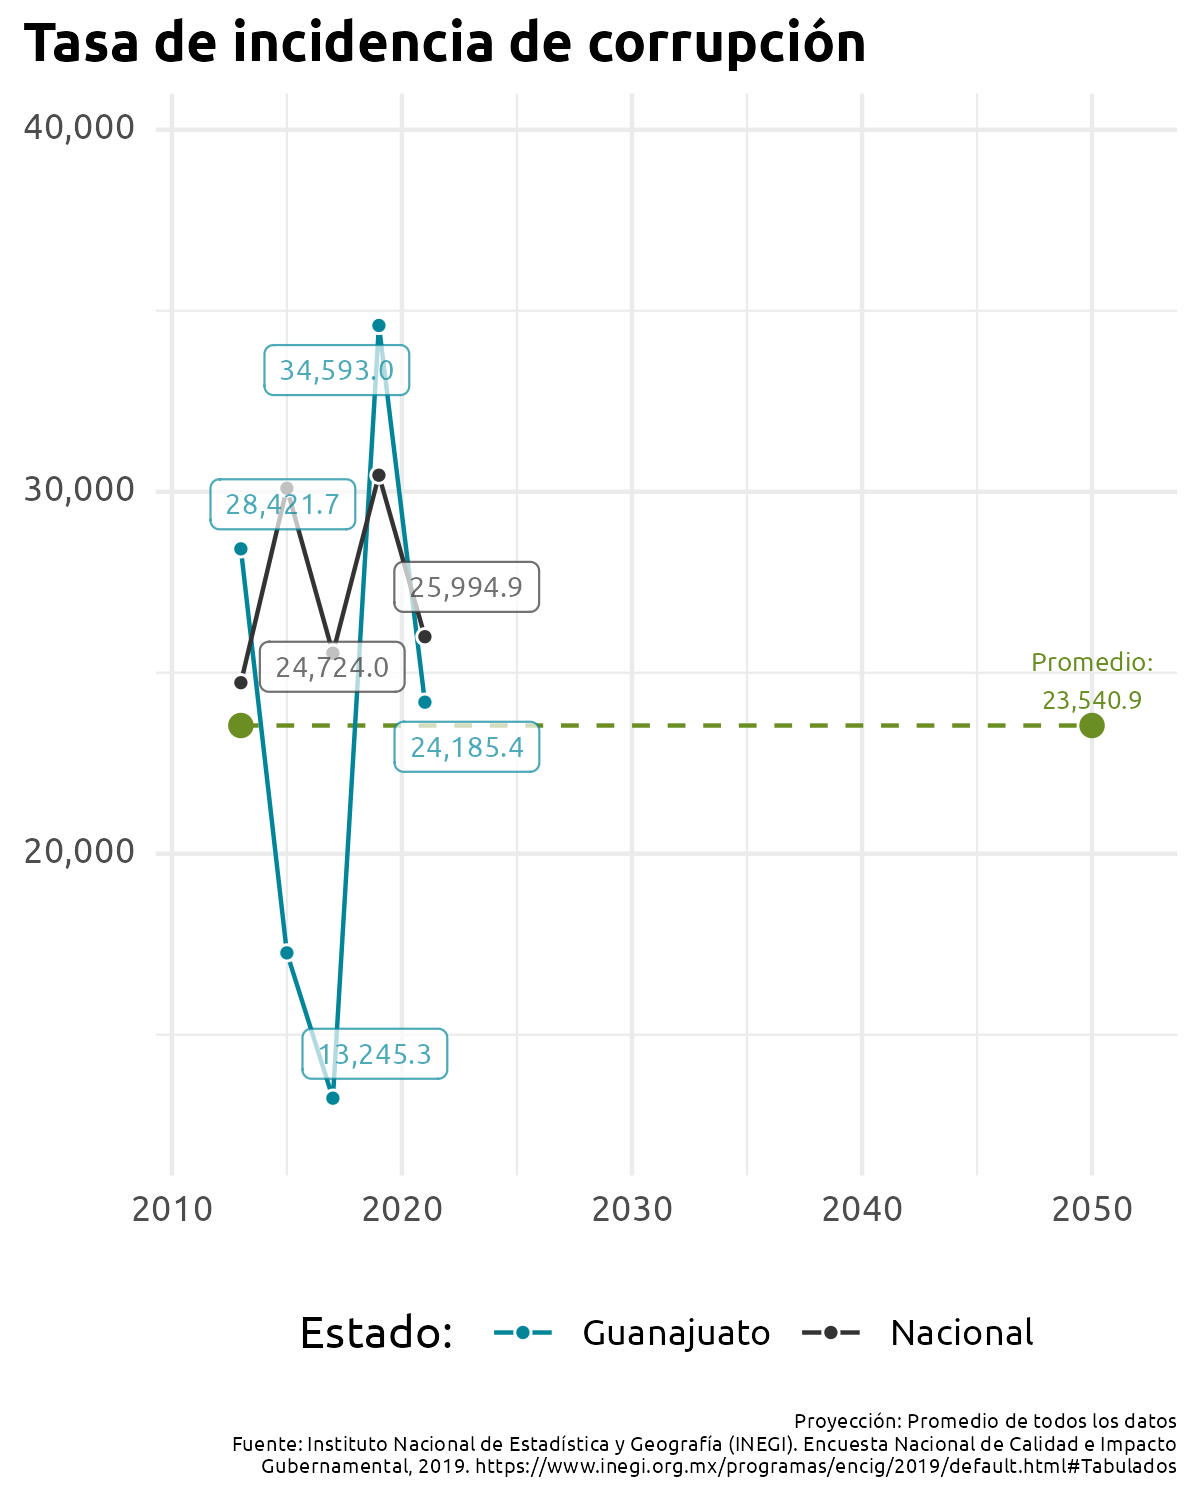 Tasa de incidencia de corrupción
40,000
34,593.0
30,000
28,421.7
25,994.9
24,724.0
Promedio:
23,540.9
24,185.4
20,000
13,245.3
2010 2020 2030 2040 2050
Estado: Guanajuato Nacional
Proyección: Promedio de todos los datos
Fuente: Instituto Nacional de Estadística y Geografía (INEGI). Encuesta Nacional de Calidad e Impacto
Gubernamental, 2019. https://www.inegi.org.mx/programas/encig/2019/default.html#Tabulados